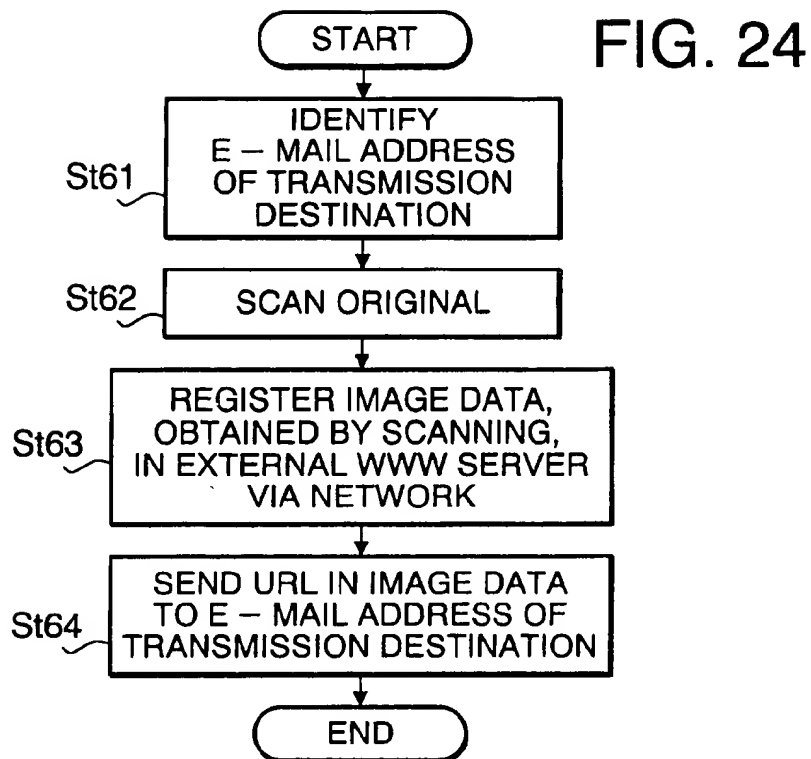 START
FIG. 24
IDENTIFY
E – MAIL ADDRESS
OF TRANSMISSION
DESTINATION
St61
St62
SCAN ORIGINAL
REGISTER IMAGE DATA,
OBTAINED BY SCANNING,
IN EXTERNAL WWW SERVER
VIA NETWORK
St63
SEND URL IN IMAGE DATA
TO E – MAIL ADDRESS OF
TRANSMISSION DESTINATION
St64
END